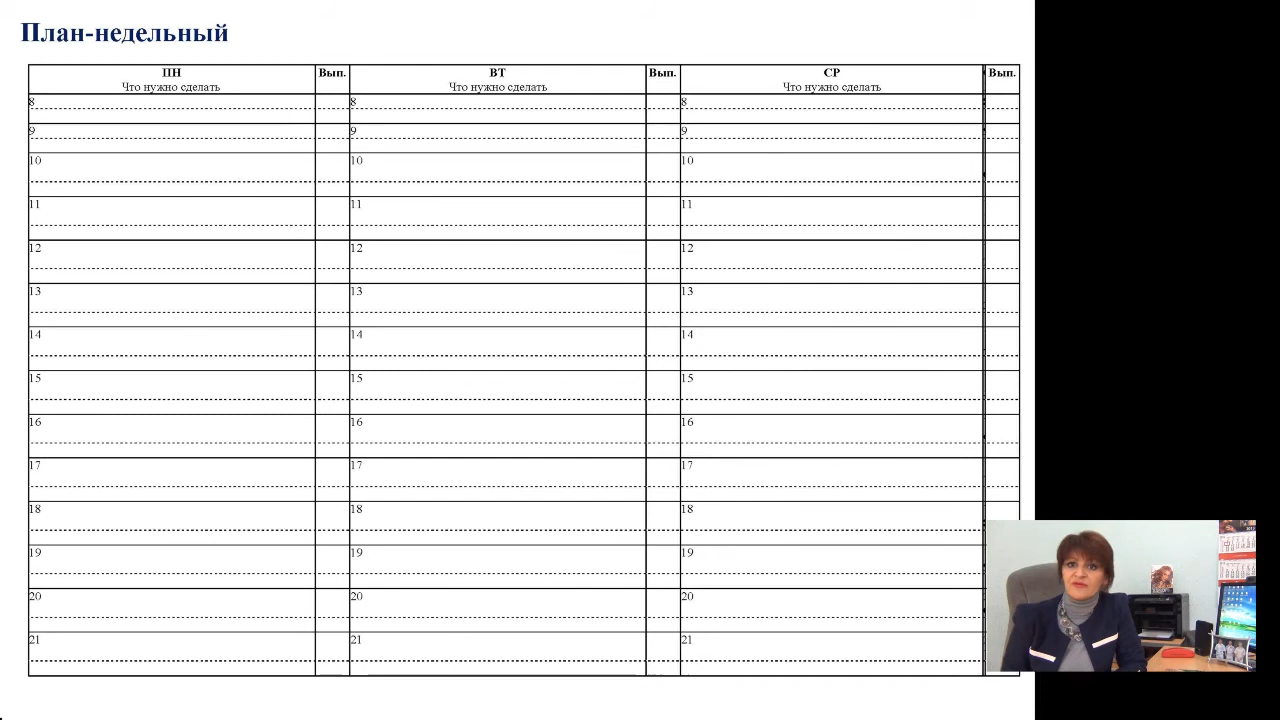 План-недельный
ПН Вып. ВТ Вып. СР Вып.
Что нужно сделать Что нужно сделать Что нужно сделать
8 8 8
9 9 9
10 10 10
11 11 11
12 12 12
13 13 13
14 14 14
15 15 15
16 16 16
17 17 17
18 18 18
19 19 19
20 20 20
21 21 21